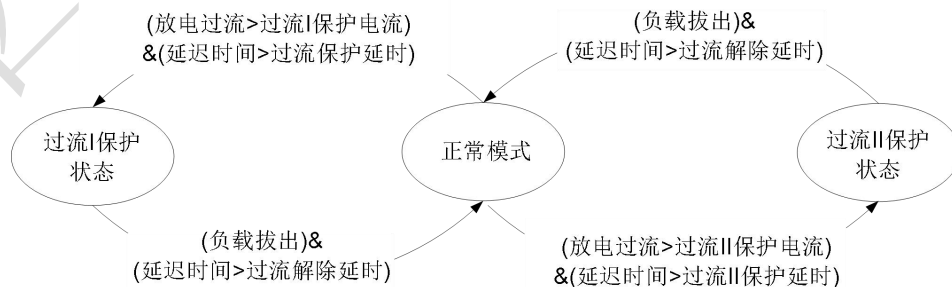 (放电过流>过流I保护电流)
&(延迟时间>过流保护延时)
(负载拔出)&
(延迟时间>过流解除延时)
过流I保护
状态
正常模式
过流II保护
状态
(负载拔出)&
(延迟时间>过流解除延时)
(放电过流>过流II保护电流)
&(延迟时间>过流II保护延时)